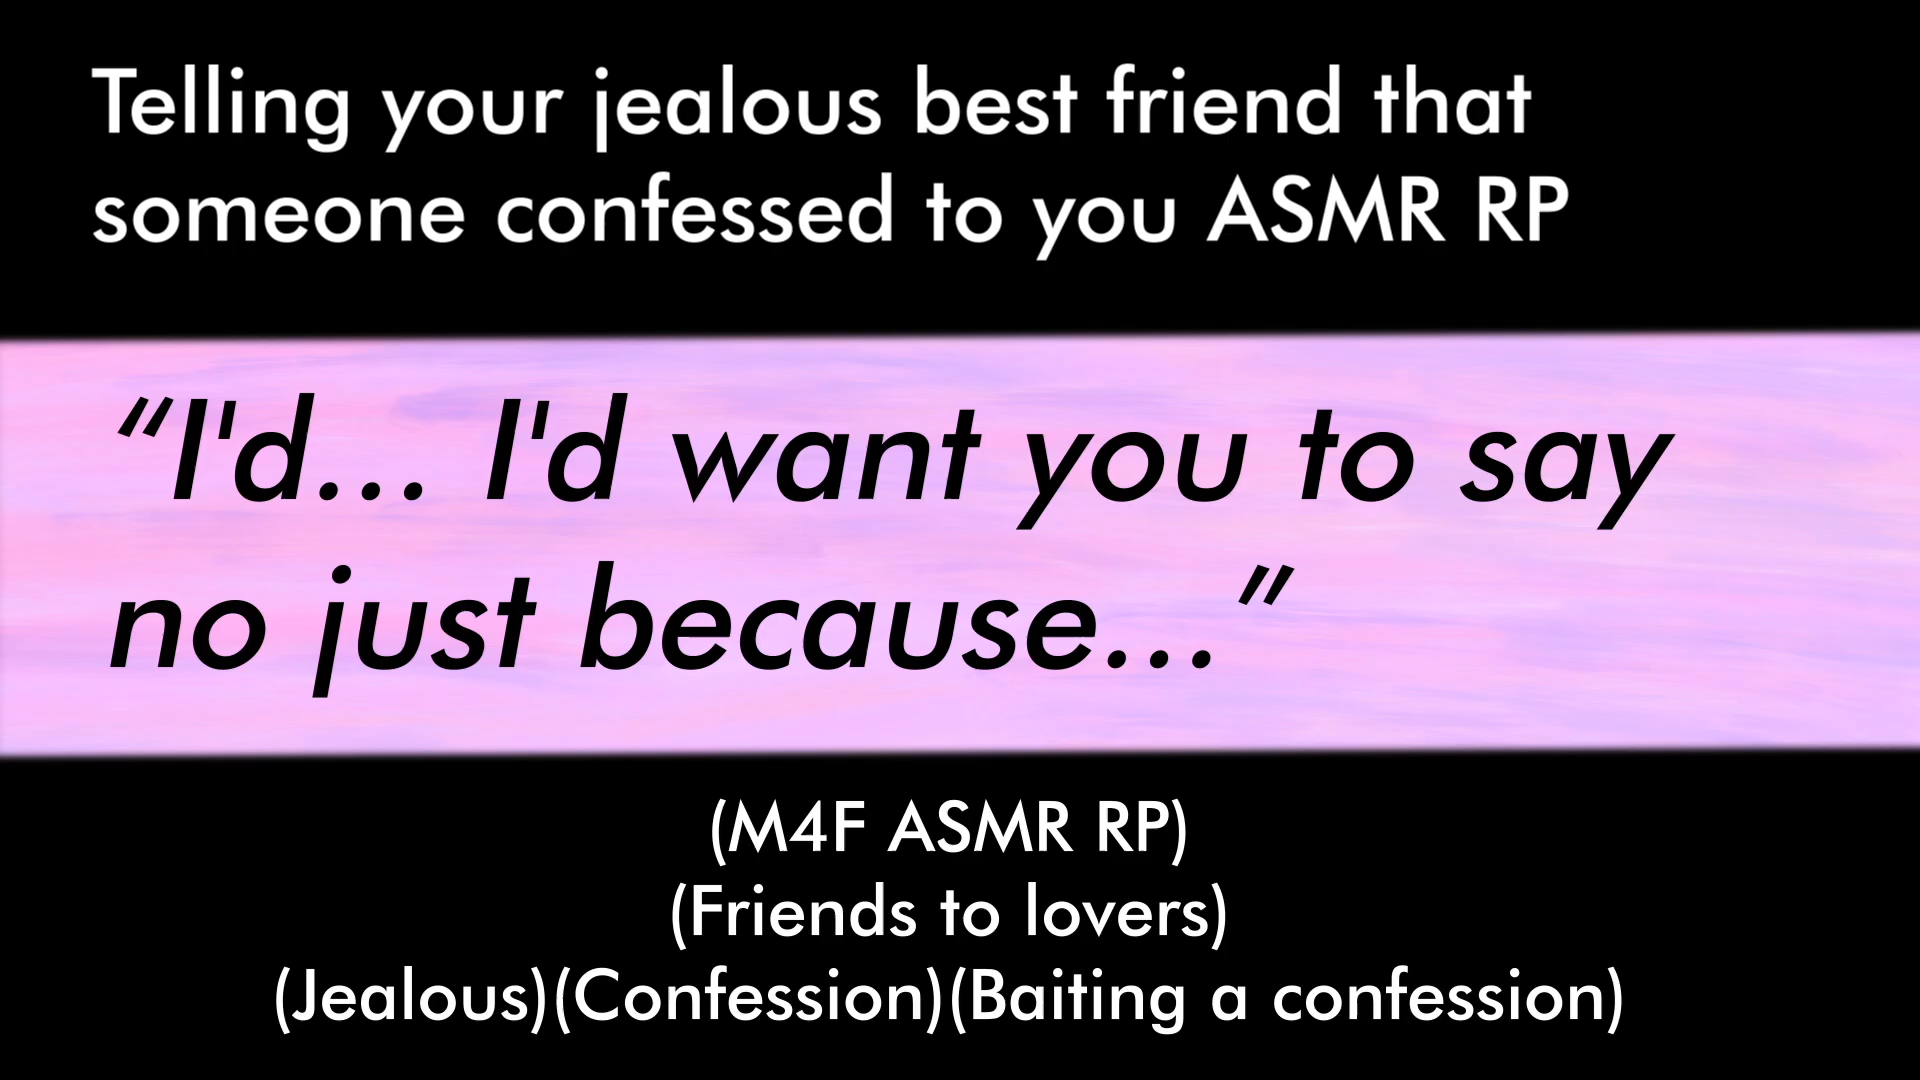 Telling your jealous best friend that
someone confessed to you ASMR RP
“I'd... I'd want you to say
no just because...”
(M4F ASMR RP)
(Friends to lovers)
(Jealous)(Confession)(Baiting a confession)